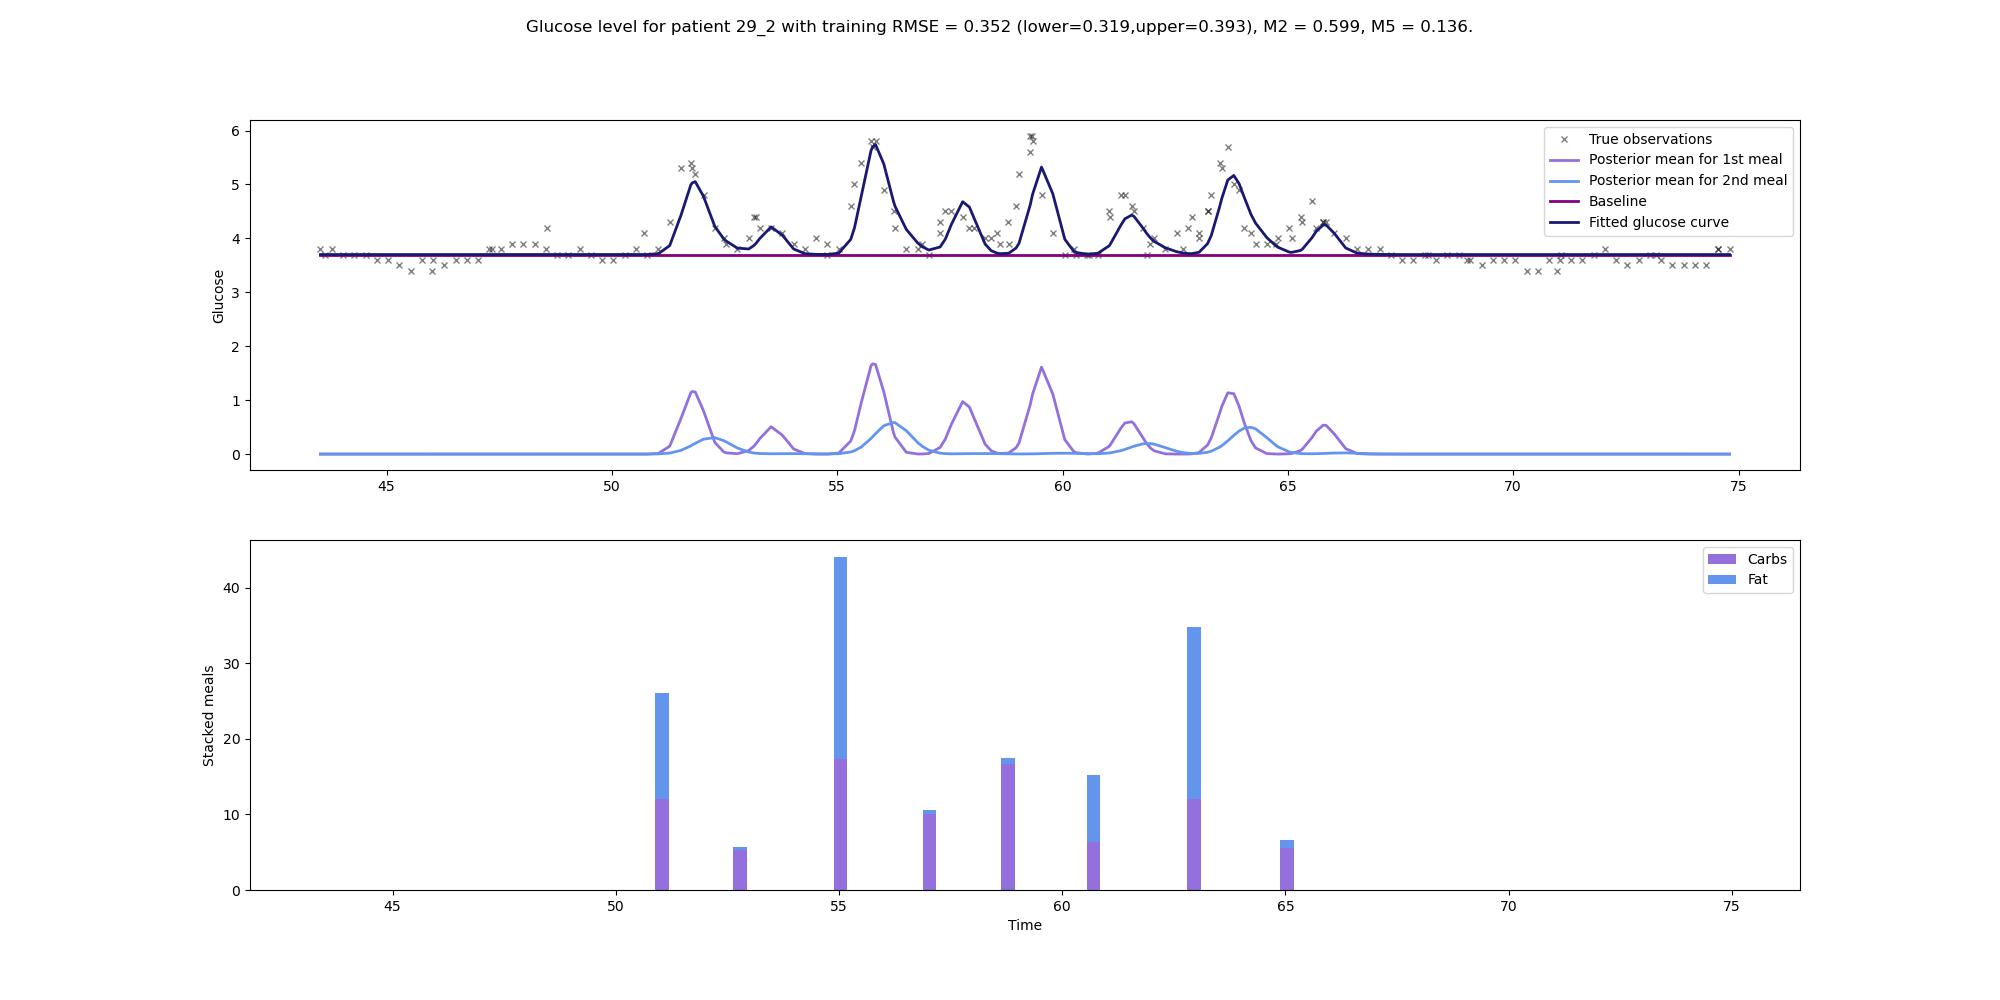 Glucose level for patient 29_2 with training RMSE = 0.352 (lower=0.319,upper=0.393), M2 = 0.599, M5 = 0.136.
6
5
4
3
2
1
0
Glucose
True observations
Posterior mean for 1st meal
Posterior mean for 2nd meal
Baseline
Fitted glucose curve
45 50 55 60 65 70 75
40
30
20
10
0
Stacked meals
Carbs
Fat
45 50 55 60 65 70 75
Time